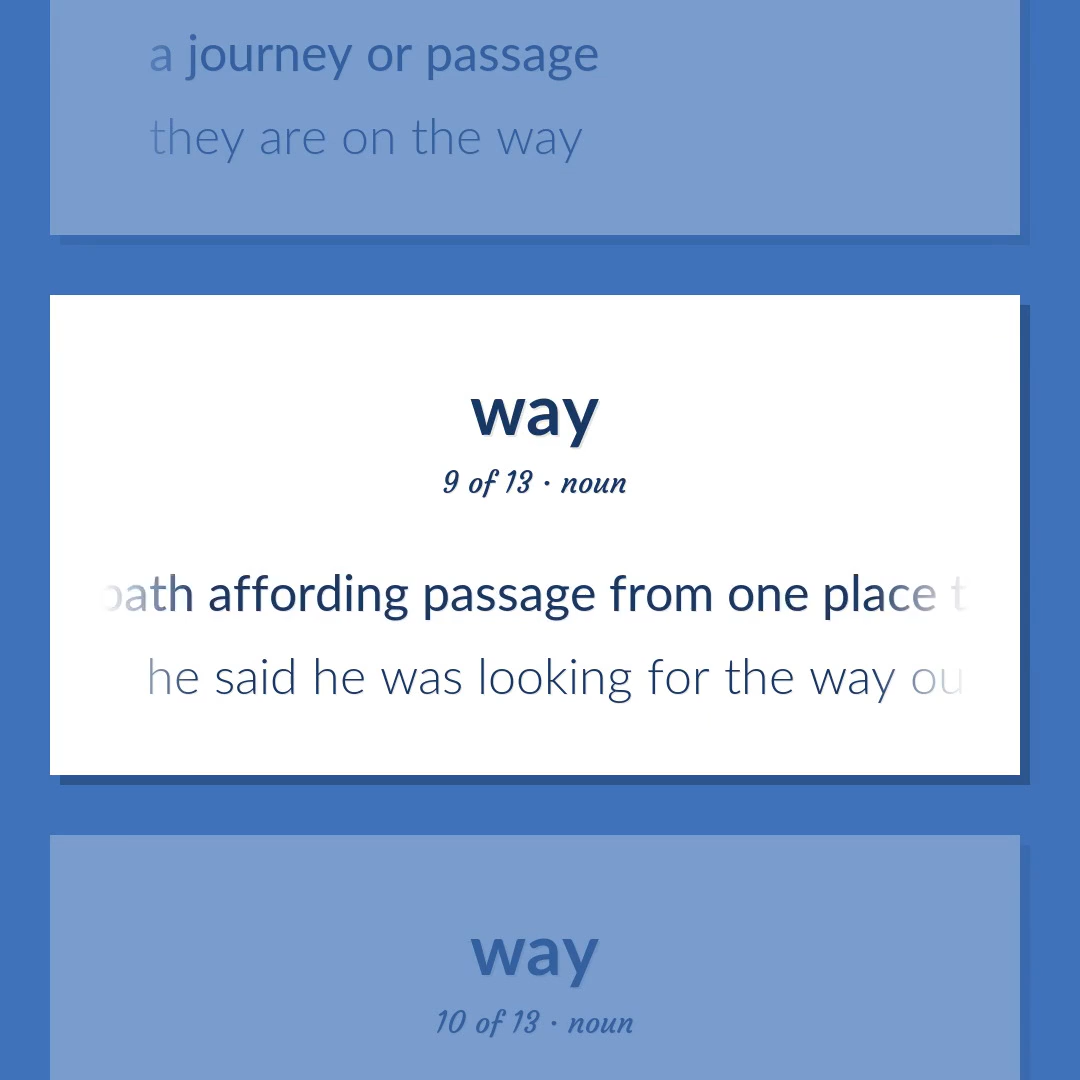 a journey or passage
they are on the way
way
9 of 13 · noun
path affording passage from one place
he said he was looking for the way
way
10 of 13 · noun